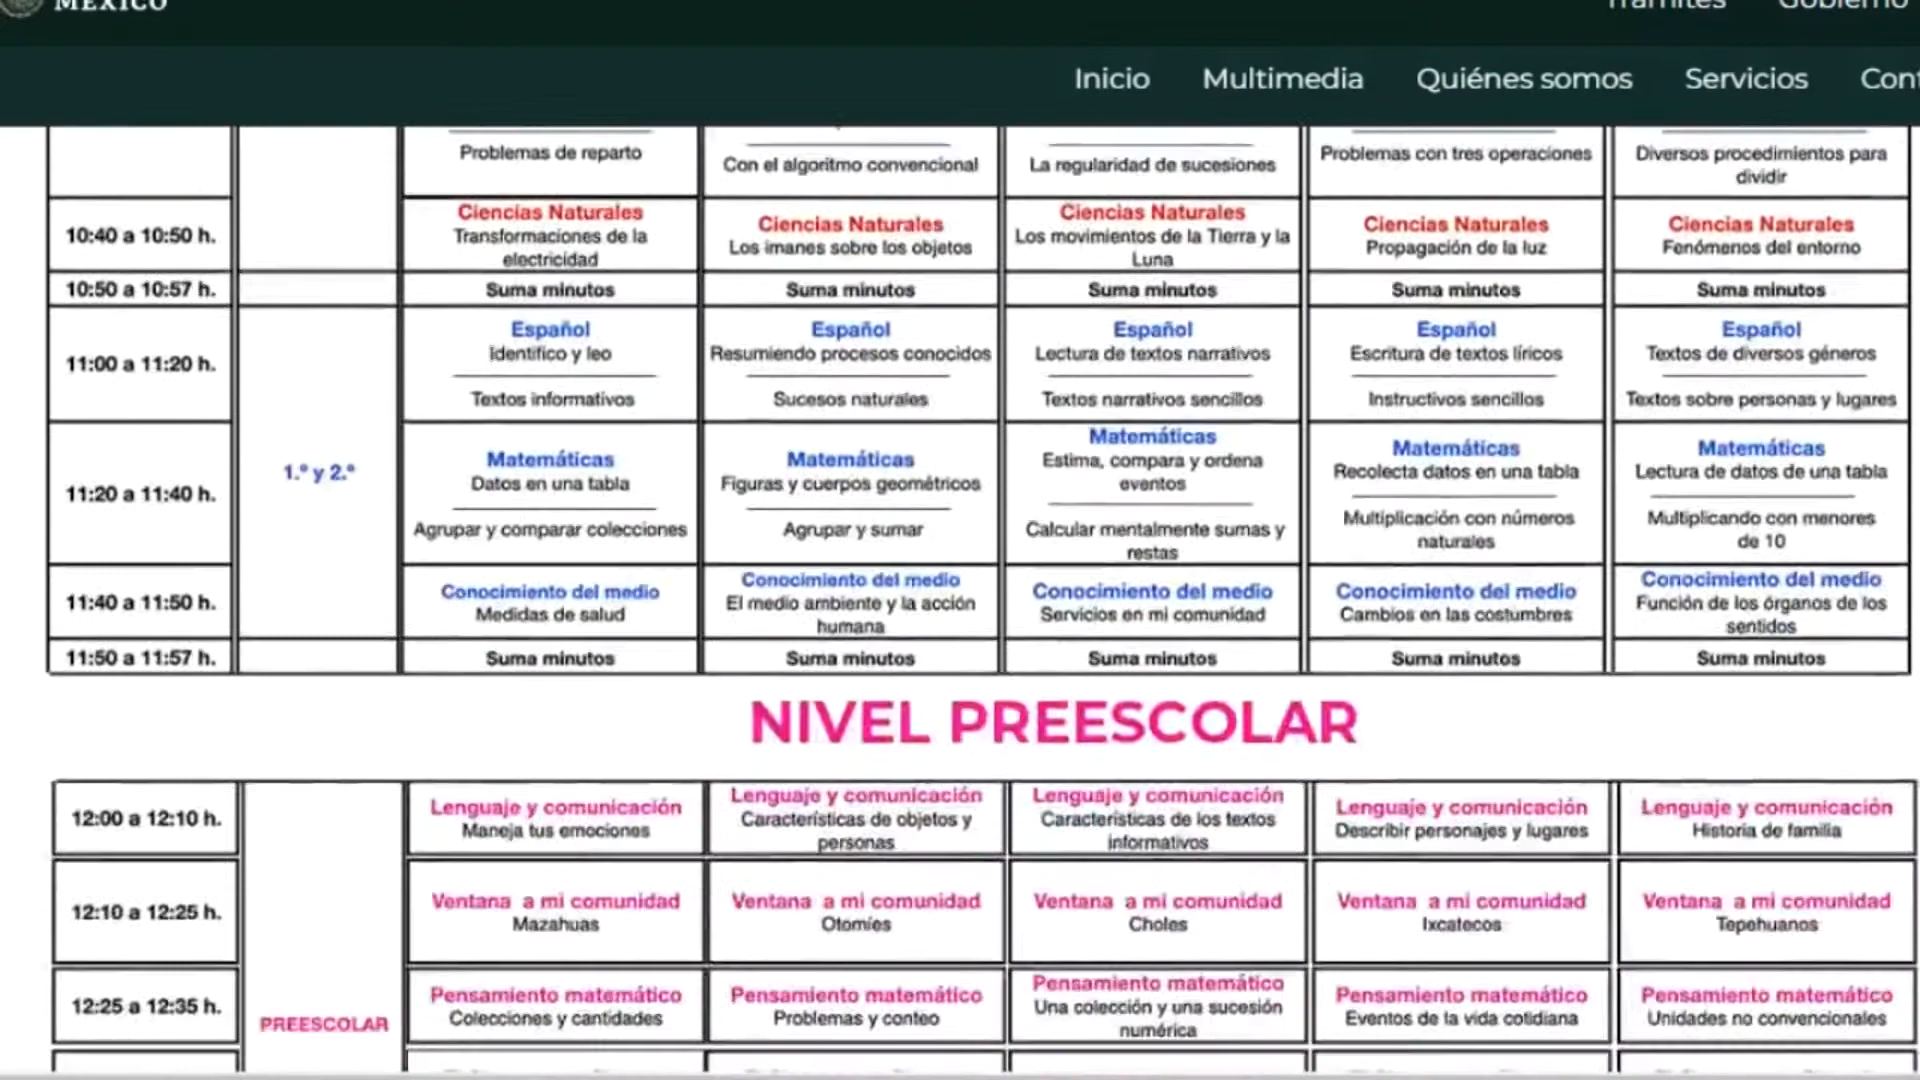 MÉXICO
Trámites Gobierno
Inicio Multimedia Quiénes somos Servicios
Problemas de reparto
Con el algoritmo convencional
La regularidad de sucesiones
Problemas con tres operaciones
Diversos procedimientos para
dividir
10:40 a 10:50 h.
Ciencias Naturales
Transformaciones de la
electricidad
Ciencias Naturales
Los imanes sobre los objetos
Ciencias Naturales
Los movimientos de la Tierra y la
Luna
Ciencias Naturales
Propagación de la luz
Ciencias Naturales
Fenómenos del entorno
10:50 a 10:57 h.
Suma minutos
Suma minutos
Suma minutos
Suma minutos
Suma minutos
11:00 a 11:20 h.
1.° y 2.°
Español
Identifico y leo
Textos informativos
Español
Resumiendo procesos conocidos
Sucesos naturales
Español
Lectura de textos narrativos
Textos narrativos sencillos
Español
Escritura de textos líricos
Instructivos sencillos
Español
Textos de diversos géneros
Textos sobre personas y lugares
11:20 a 11:40 h.
Matemáticas
Datos en una tabla
Agrupar y comparar colecciones
Matemáticas
Figuras y cuerpos geométricos
Agrupar y sumar
Matemáticas
Estima, compara y ordena
eventos
Calcular mentalmente sumas y
restas
Matemáticas
Recolecta datos en una tabla
Multiplicación con números
naturales
Matemáticas
Lectura de datos de una tabla
Multiplicando con menores
de 10
11:40 a 11:50 h.
Conocimiento del medio
Medidas de salud
Conocimiento del medio
El medio ambiente y la acción
humana
Conocimiento del medio
Servicios en mi comunidad
Conocimiento del medio
Cambios en las costumbres
Conocimiento del medio
Función de los órganos de los
sentidos
11:50 a 11:57 h.
Suma minutos
Suma minutos
Suma minutos
Suma minutos
Suma minutos
NIVEL PREESCOLAR
12:00 a 12:10 h.
Lenguaje y comunicación
Maneja tus emociones
Lenguaje y comunicación
Características de objetos y
personas
Lenguaje y comunicación
Características de los textos
informativos
Lenguaje y comunicación
Describir personajes y lugares
Lenguaje y comunicación
Historia de familia
12:10 a 12:25 h.
Ventana a mi comunidad
Mazahuas
Ventana a mi comunidad
Otomíes
Ventana a mi comunidad
Choles
Ventana a mi comunidad
Ixcatecos
Ventana a mi comunidad
Tepehuanos
12:25 a 12:35 h.
PREESCOLAR
Pensamiento matemático
Colecciones y cantidades
Pensamiento matemático
Problemas y conteo
Pensamiento matemático
Una colección y una sucesión
numérica
Pensamiento matemático
Eventos de la vida cotidiana
Pensamiento matemático
Unidades no convencionales